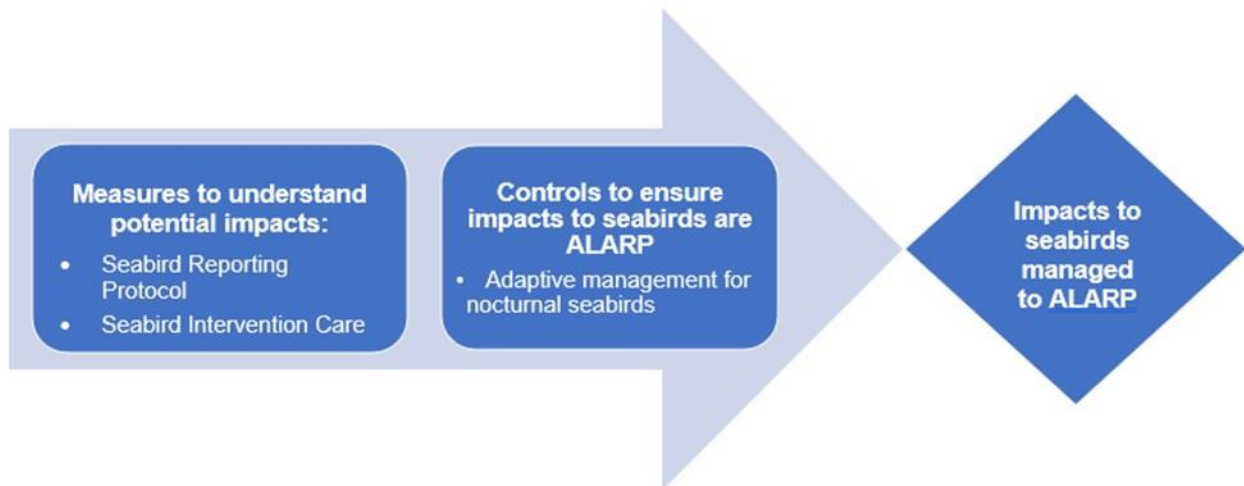 Measures to understand
potential impacts:
• Seabird Reporting
Protocol
• Seabird Intervention Care
Controls to ensure
impacts to seabirds are
ALARP
• Adaptive management for
nocturnal seabirds
Impacts to
seabirds
managed
to ALARP